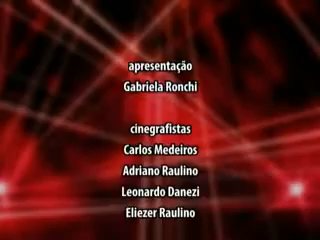 apresentação
Gabriela Ronchi
cinegrafistas
Carlos Medeiros
Adriano Raulino
Leonardo Danezi
Eliezer Raulino